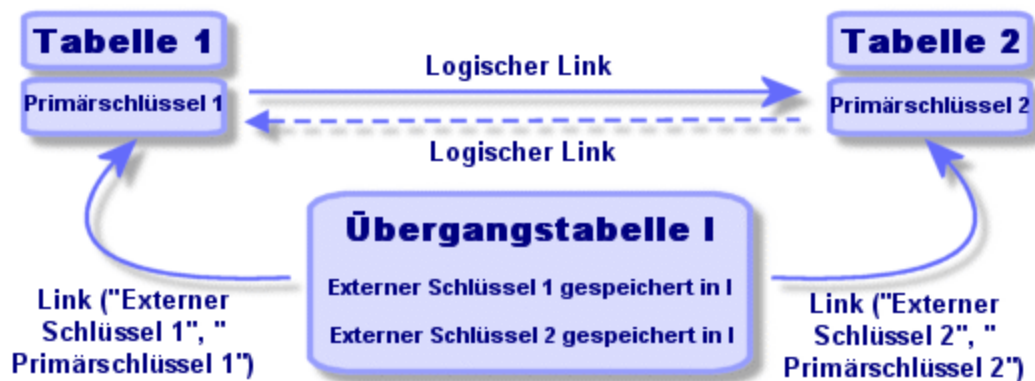 Tabelle 1
Tabelle 2
Logischer Link
Primärschlüssel 1
Primärschlüssel 2
Logischer Link
Übergangstabelle I
Externer Schlüssel 1 gespeichert in I
Externer Schlüssel 2 gespeichert in I
Link ("Externer
Schlüssel 1", "
Primärschlüssel 1")
Link ("Externer
Schlüssel 2", "
Primärschlüssel 2")